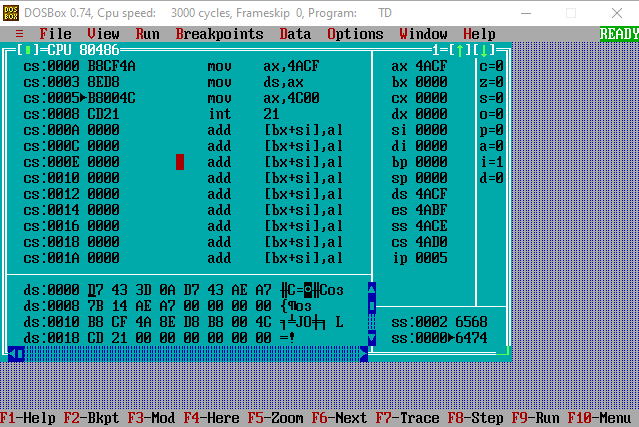 DOSBox 0.74, Cpu speed: 3000 cycles, Frameskip 0, Program: TD
≡ File View Run Breakpoints Data Options Window Help READY
[■]=CPU 80486 1=[↑][↓]
cs:0000 B8CF4A mov ax,4ACF ax 4ACF c=0
cs:0003 8ED8 mov ds,ax bx 0000 z=0
cs:0005►B8004C mov ax,4C00 cx 0000 s=0
cs:0008 CD21 int 21 dx 0000 o=0
cs:000A 0000 add [bx+si],al si 0000 p=0
cs:000C 0000 add [bx+si],al di 0000 a=0
cs:000E 0000 add [bx+si],al bp 0000 i=1
cs:0010 0000 add [bx+si],al sp 0000 d=0
cs:0012 0000 add [bx+si],al ds 4ACF
cs:0014 0000 add [bx+si],al es 4ABF
cs:0016 0000 add [bx+si],al ss 4ACE
cs:0018 0000 add [bx+si],al cs 4AD0
cs:001A 0000 add [bx+si],al ip 0005
ds:0000 D7 43 3D 0A D7 43 AE A7 ╫C=◙╫Co3
ds:0008 7B 14 AE A7 00 00 00 00 {¶o3
ds:0010 B8 CF 4A 8E D8 B8 00 4C ╕╧JO╪╕ L ss:0002 6568
ds:0018 CD 21 00 00 00 00 00 00 =! ss:0000►6474
F1-Help F2-Bkpt F3-Mod F4-Here F5-Zoom F6-Next F7-Trace F8-Step F9-Run F10-Menu